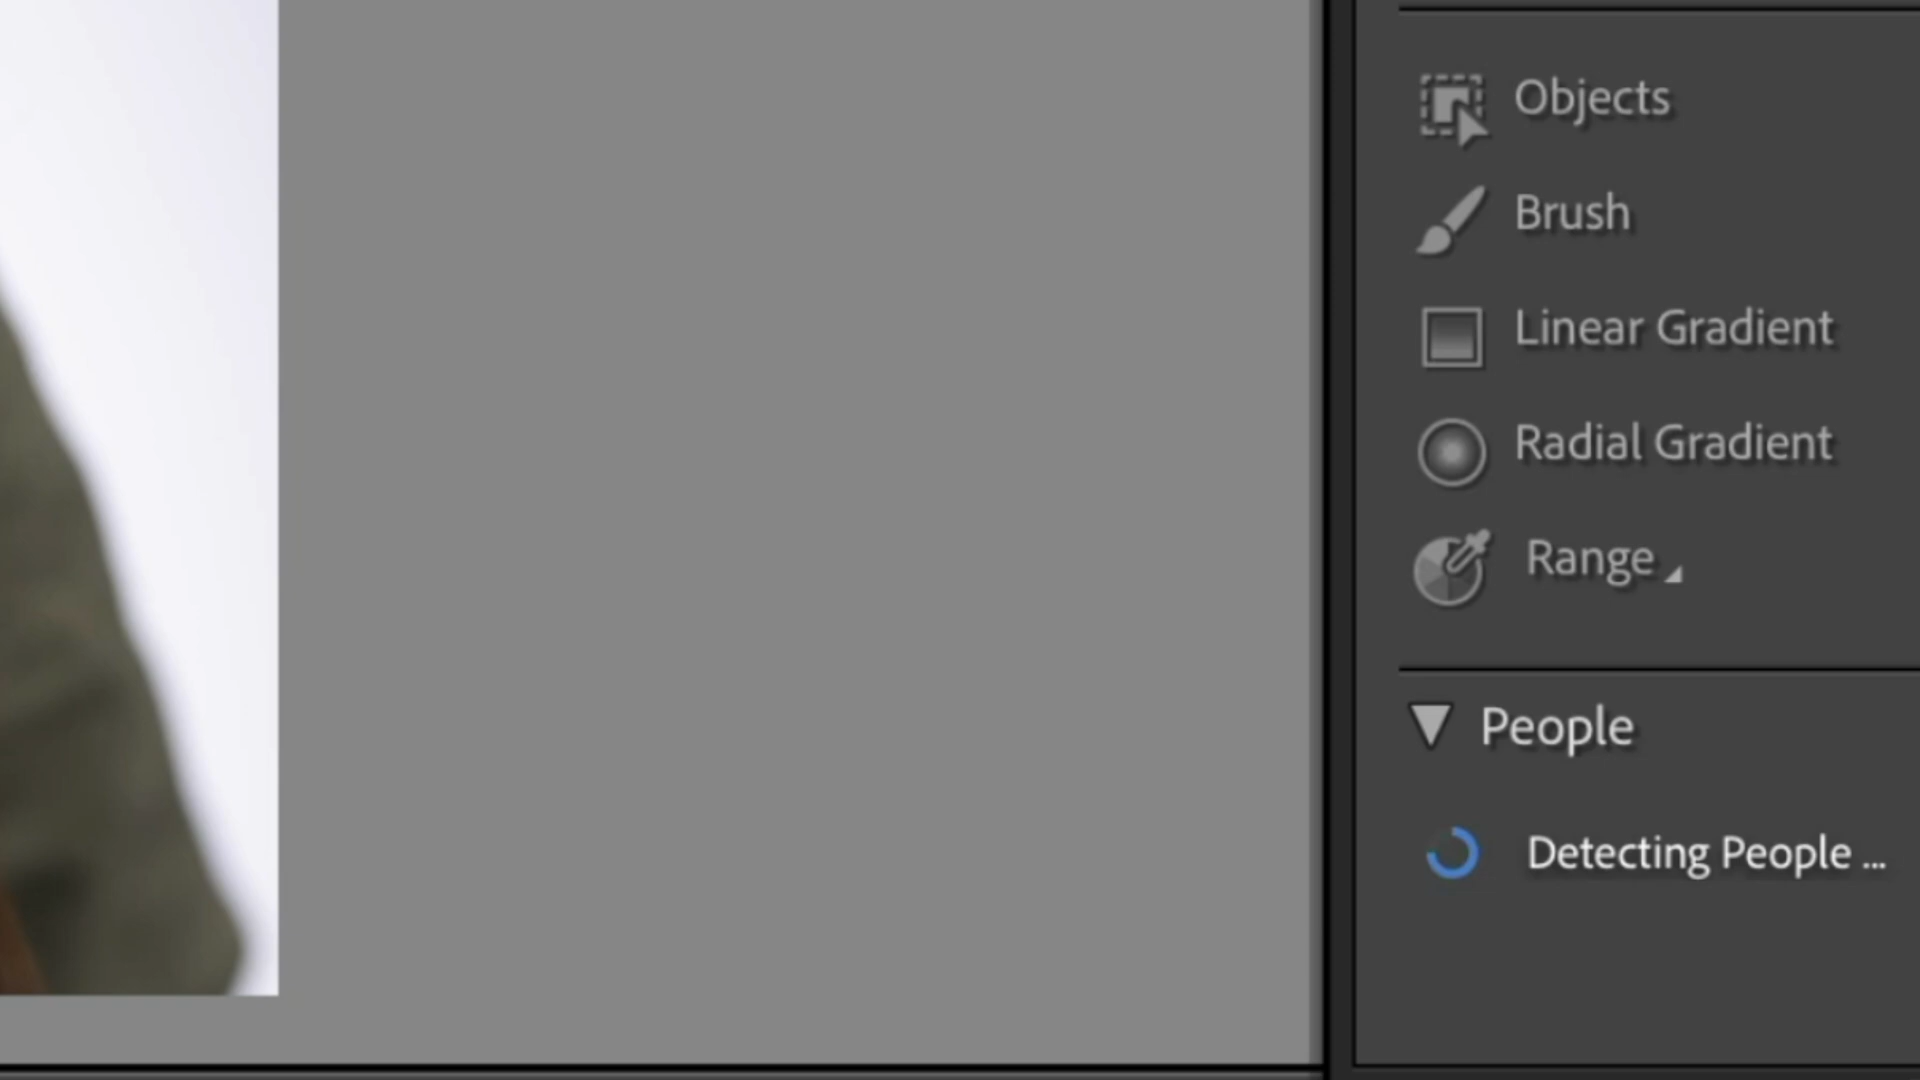 Objects
Brush
Linear Gradient
Radial Gradient
Range
People
Detecting People ...